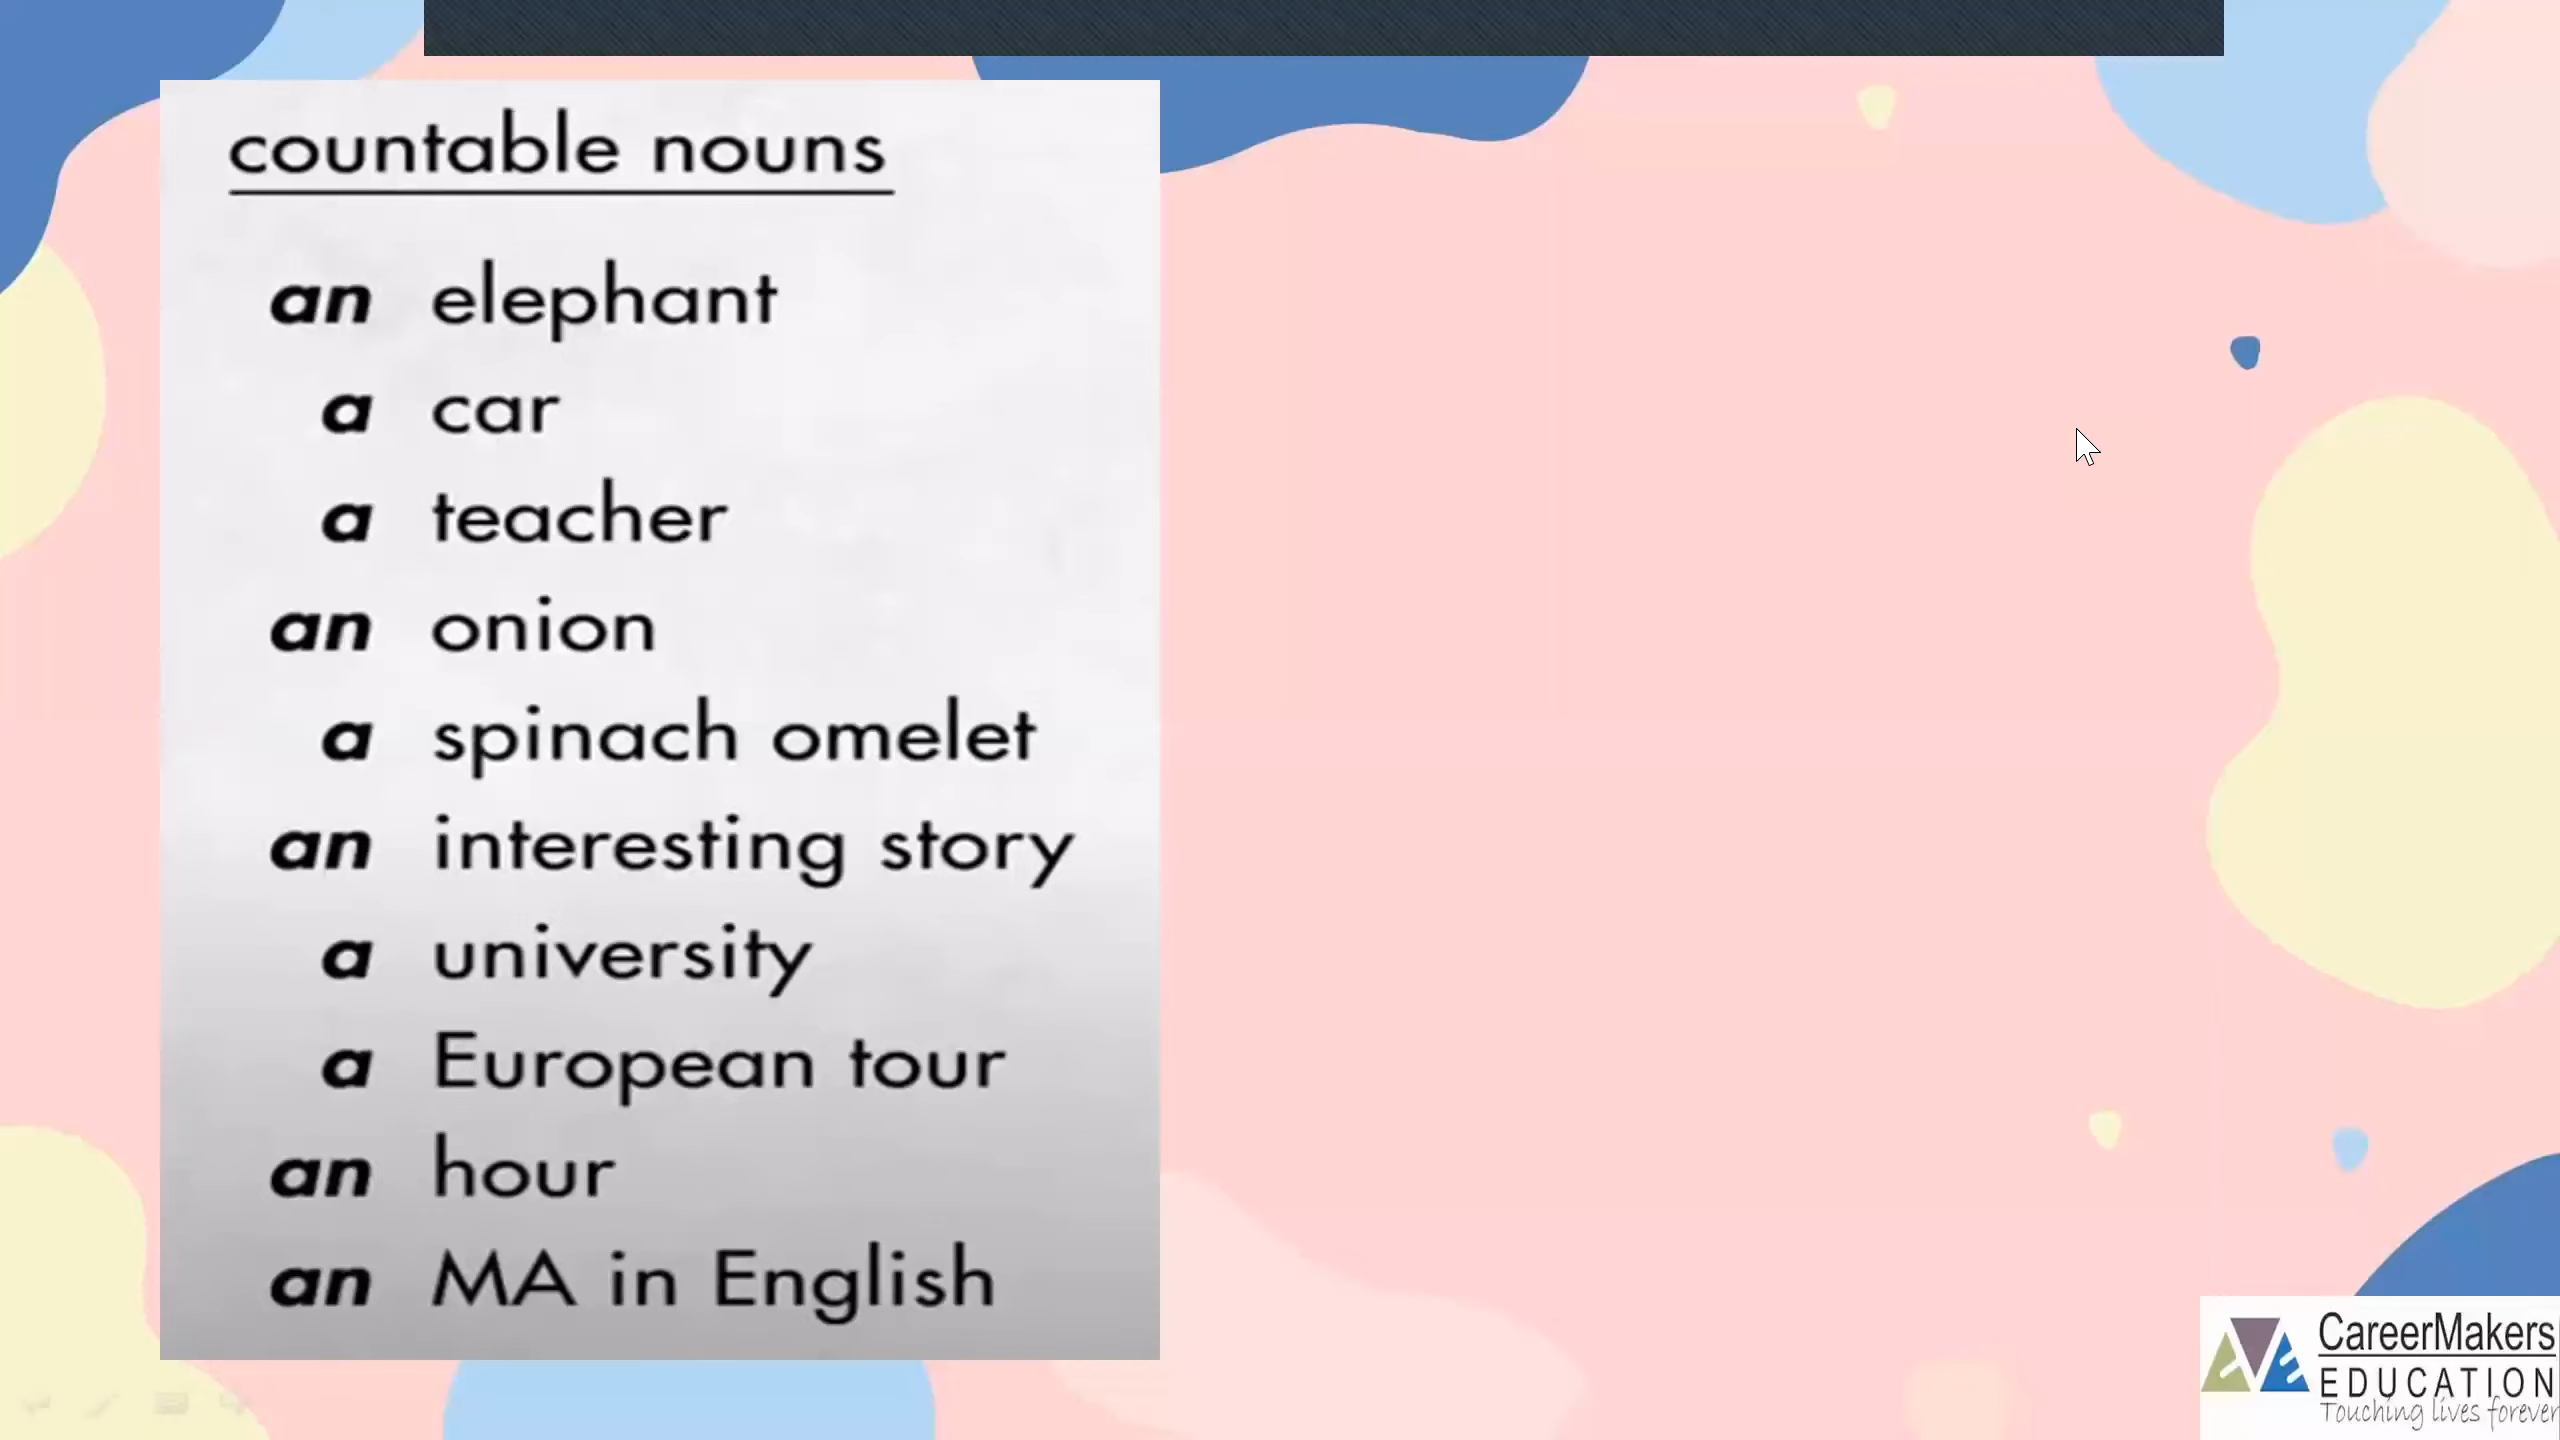 countable nouns
an elephant
a car
a teacher
an onion
a spinach omelet
an interesting story
a university
a European tour
an hour
an MA in English
CareerMakers
EDUCATION
Touching lives forever